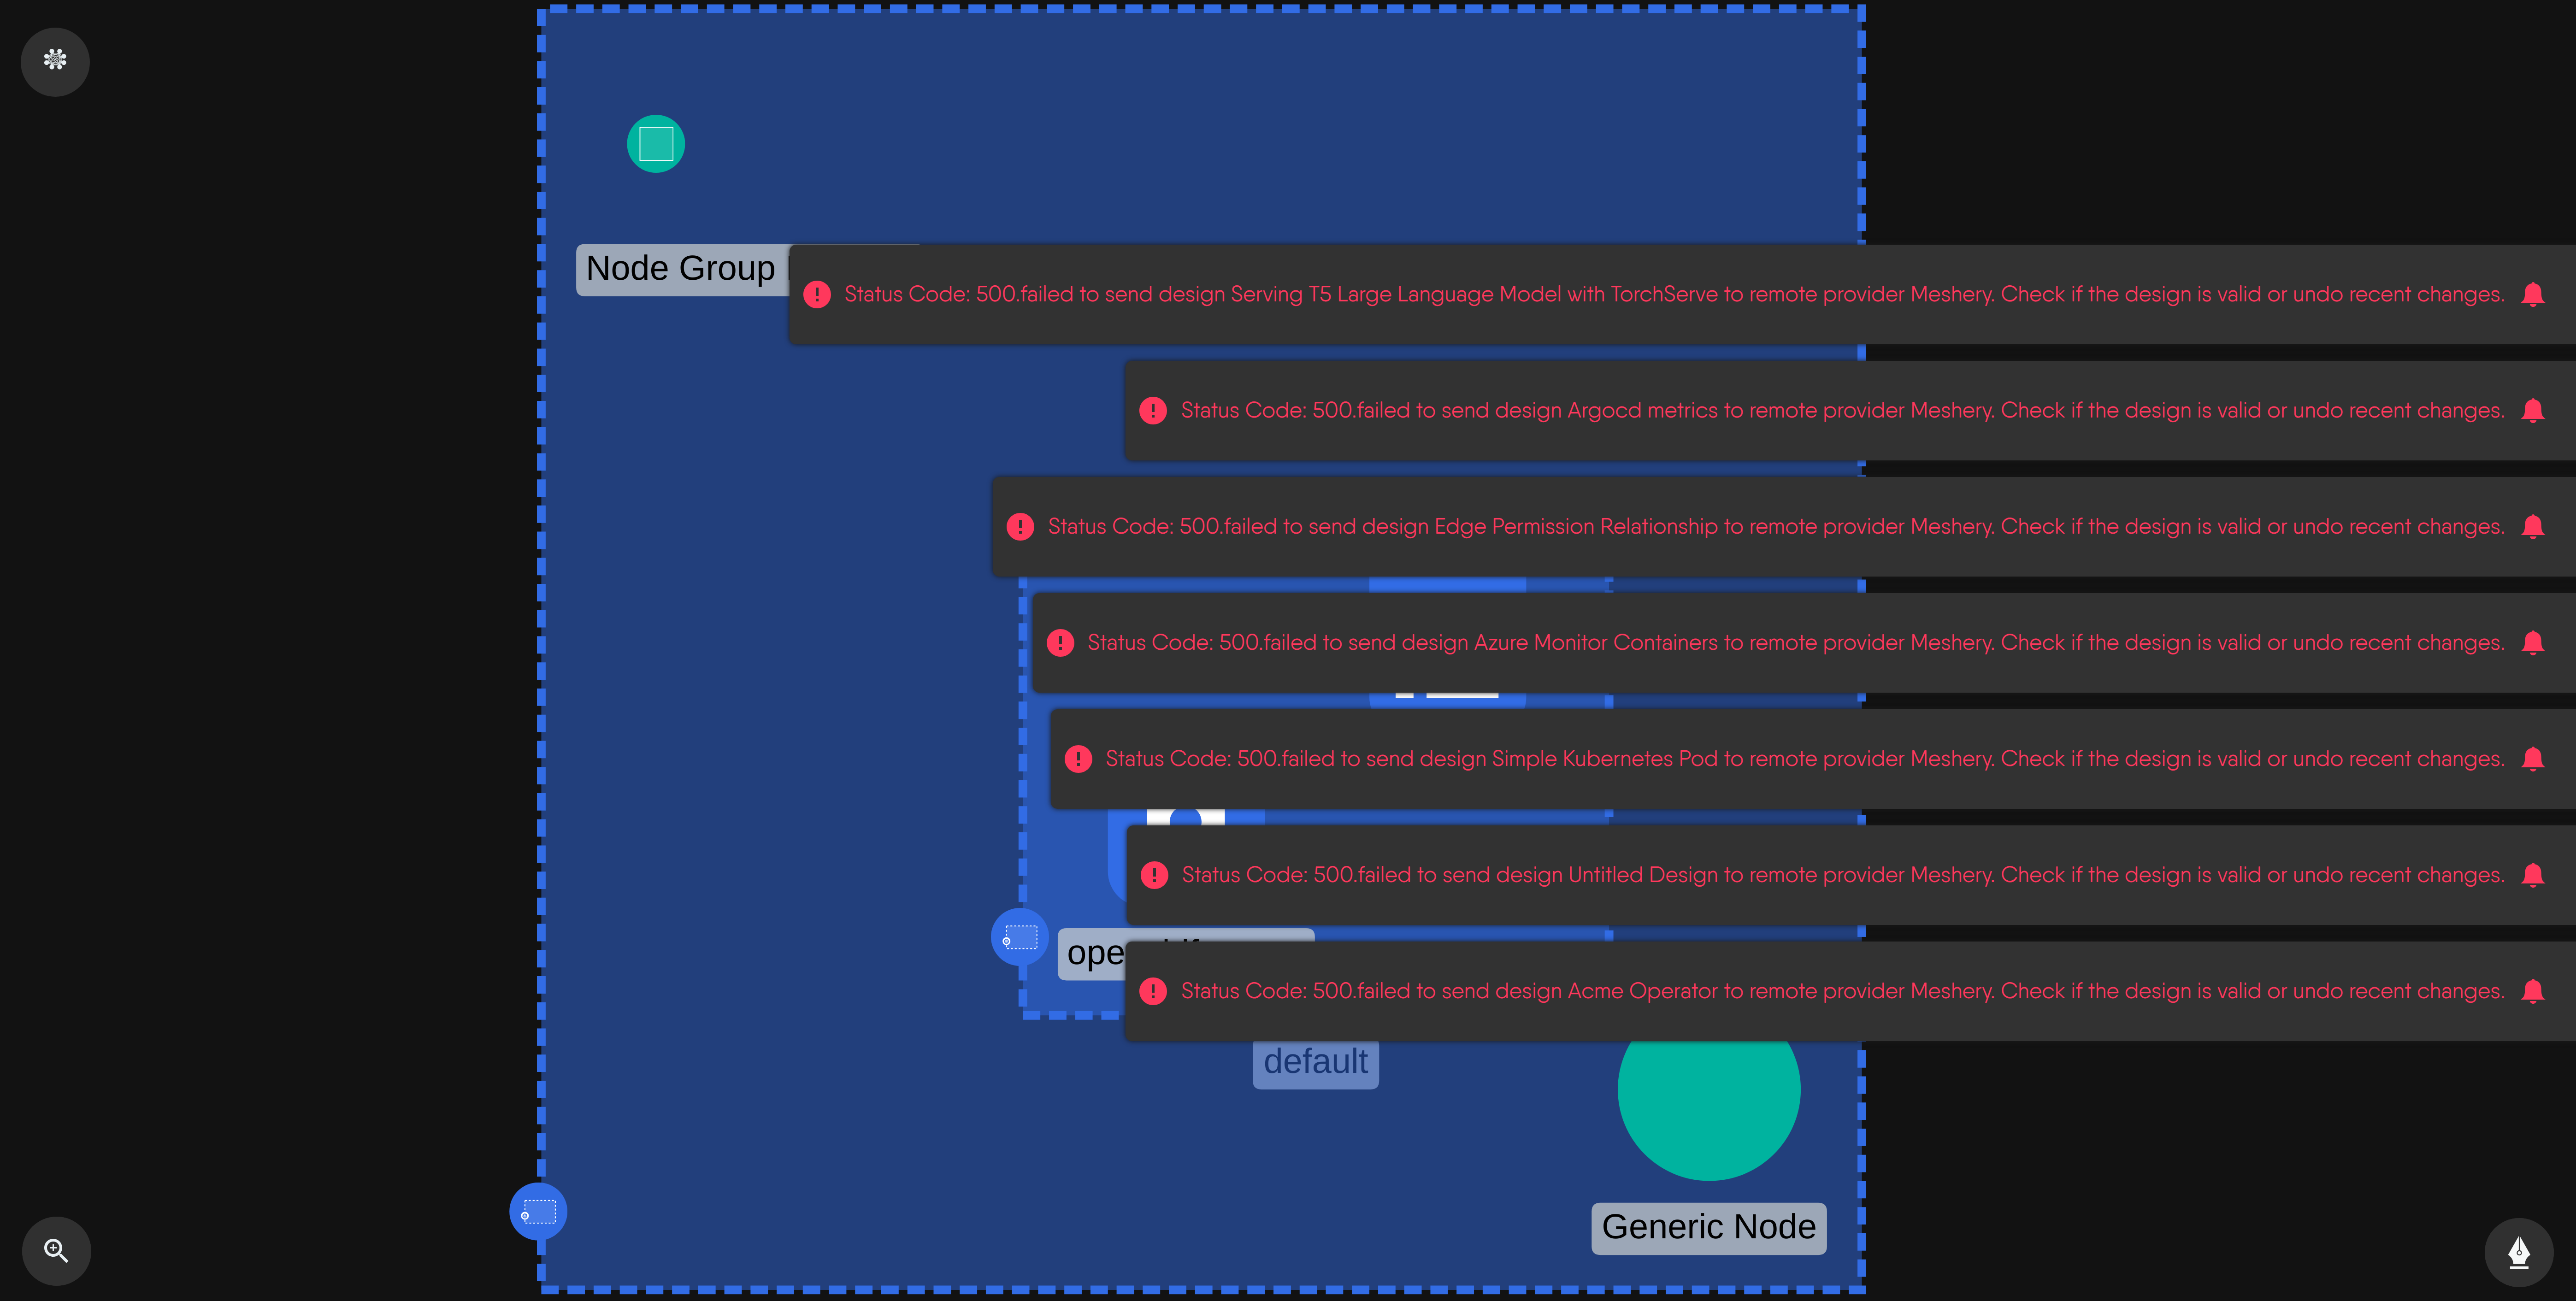 Node Group
Status Code: 500.failed to send design Serving T5 Large Language Model with TorchServe to remote provider Meshery. Check if the design is valid or undo recent changes.
Status Code: 500.failed to send design Argocd metrics to remote provider Meshery. Check if the design is valid or undo recent changes.
Status Code: 500.failed to send design Edge Permission Relationship to remote provider Meshery. Check if the design is valid or undo recent changes.
Status Code: 500.failed to send design Azure Monitor Containers to remote provider Meshery. Check if the design is valid or undo recent changes.
Status Code: 500.failed to send design Simple Kubernetes Pod to remote provider Meshery. Check if the design is valid or undo recent changes.
Status Code: 500.failed to send design Untitled Design to remote provider Meshery. Check if the design is valid or undo recent changes.
Status Code: 500.failed to send design Acme Operator to remote provider Meshery. Check if the design is valid or undo recent changes.
default
Generic Node